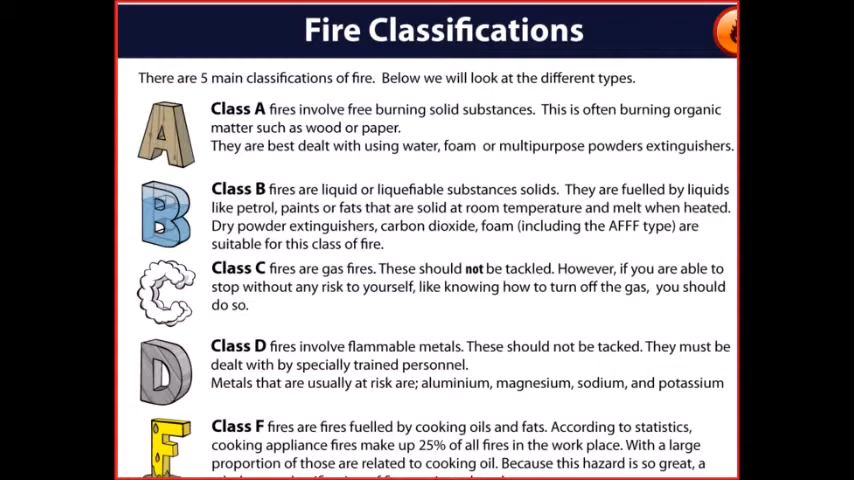 Fire Classifications
There are 5 main classifications of fire. Below we will look at the different types.
A
Class A fires involve free burning solid substances. This is often burning organic
matter such as wood or paper.
They are best dealt with using water, foam or multipurpose powders extinguishers.
B
Class B fires are liquid or liquefiable substances solids. They are fuelled by liquids
like petrol, paints or fats that are solid at room temperature and melt when heated.
Dry powder extinguishers, carbon dioxide, foam (including the AFFF type) are
suitable for this class of fire.
C
Class C fires are gas fires. These should not be tackled. However, if you are able to
stop without any risk to yourself, like knowing how to turn off the gas, you should
do so.
D
Class D fires involve flammable metals. These should not be tacked. They must be
dealt with by specially trained personnel.
Metals that are usually at risk are; aluminium, magnesium, sodium, and potassium
F
Class F fires are fires fuelled by cooking oils and fats. According to statistics,
cooking appliance fires make up 25% of all fires in the work place. With a large
proportion of those are related to cooking oil. Because this hazard is so great, a